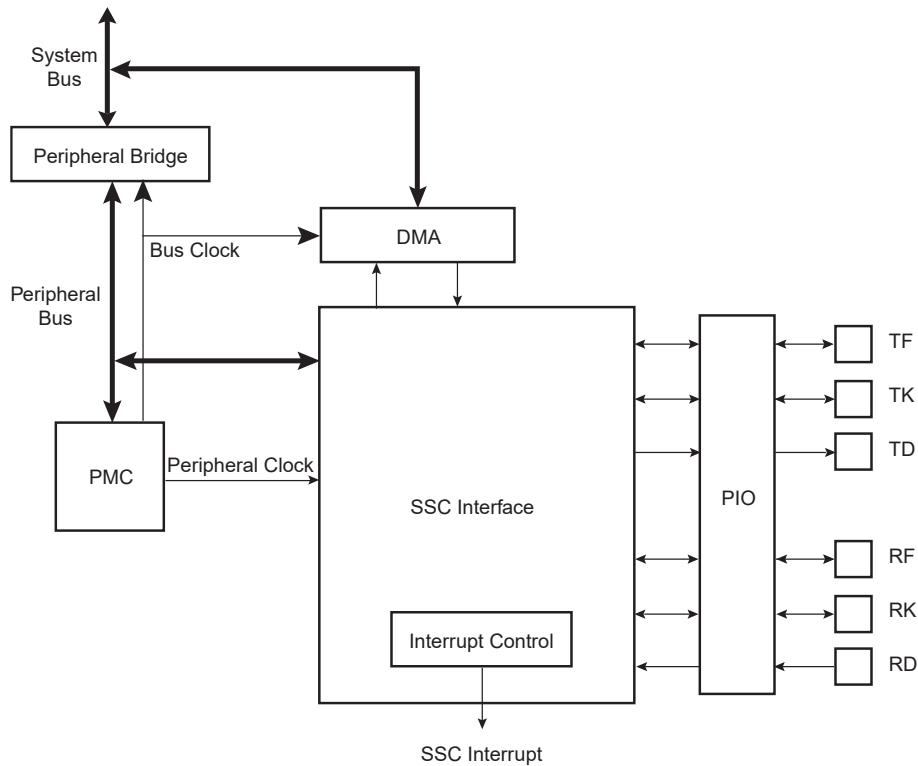 System
Bus
Peripheral Bridge
DMA
Bus Clock
Peripheral
Bus
TF
TK
Peripheral Clock
TD
PMC
PIO
SSC Interface
RF
RK
Interrupt Control
RD
SSC Interrupt